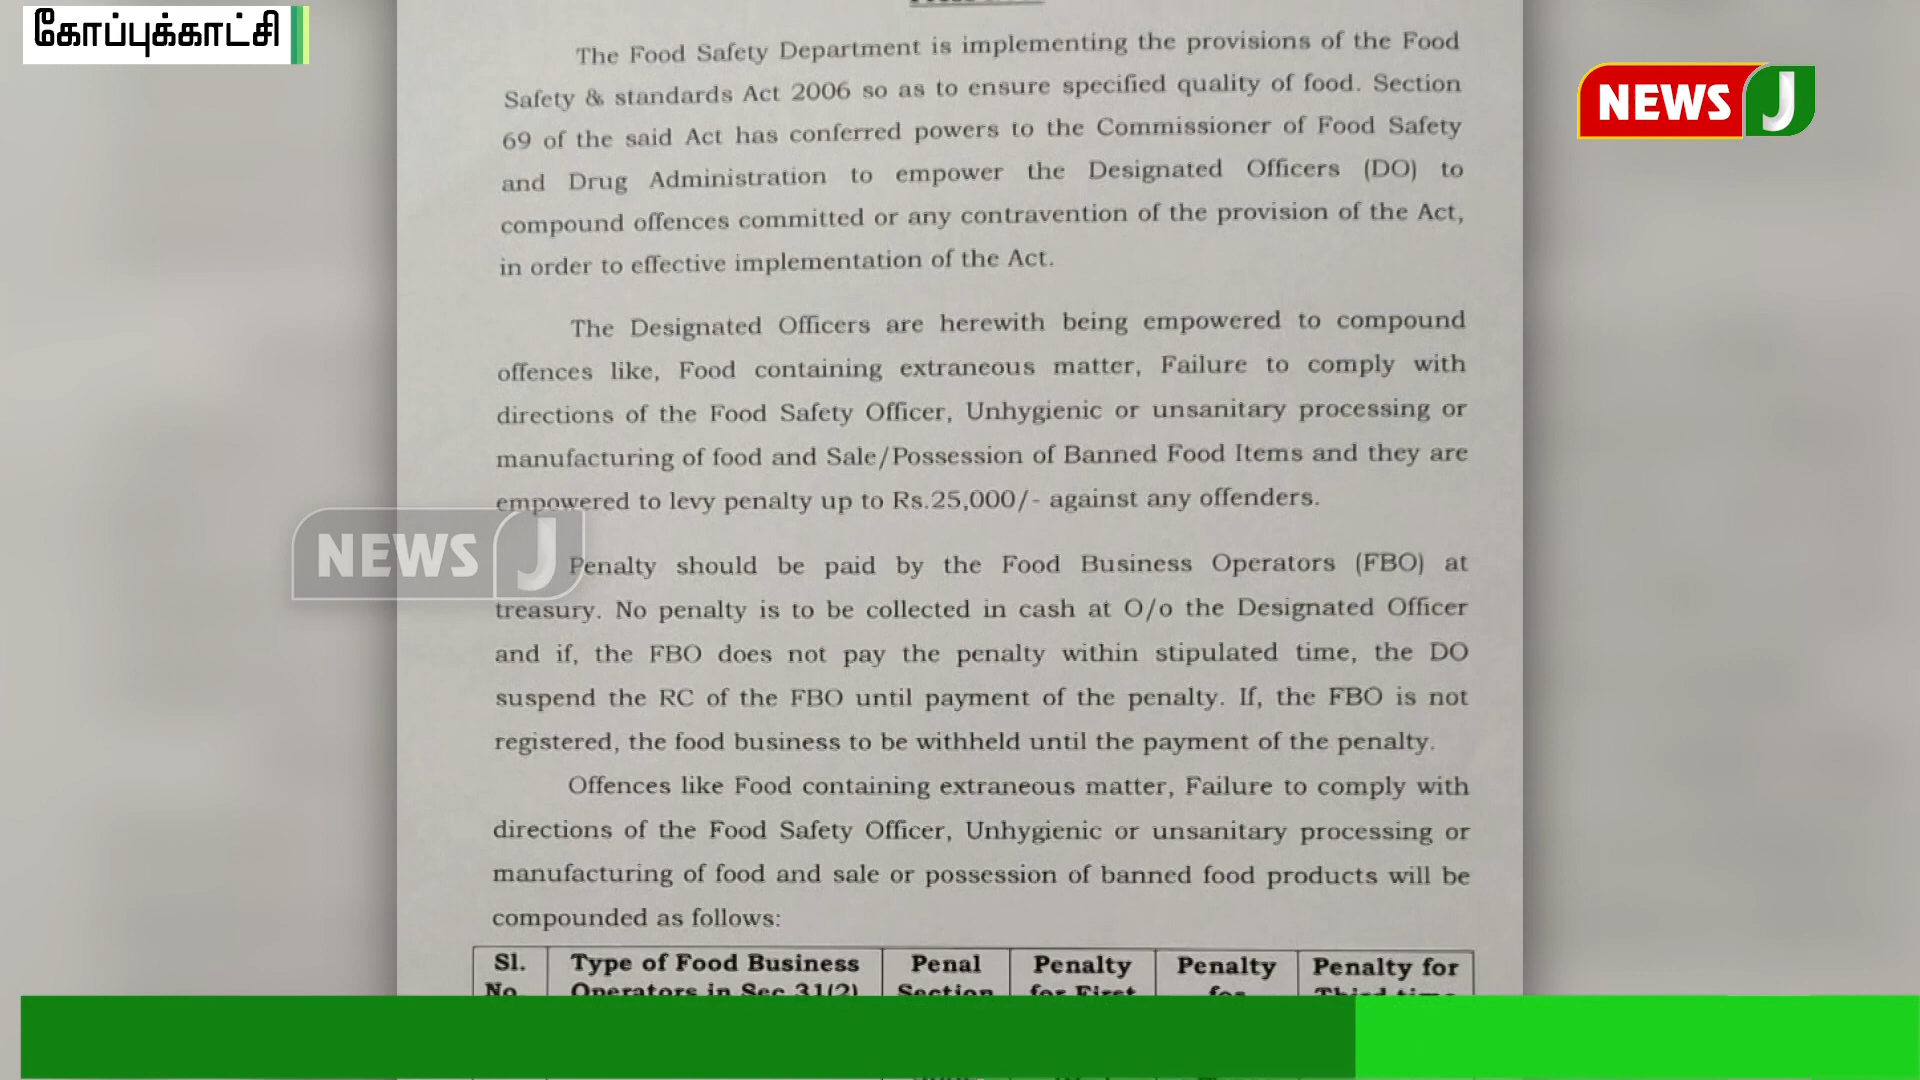 கோப்புக்காட்சி
NEWS J
The Food Safety Department is implementing the provisions of the Food
Safety & standards Act 2006 so as to ensure specified quality of food. Section
69 of the said Act has conferred powers to the Commissioner of Food Safety
and Drug Administration to empower the Designated Officers (DO) to
compound offences committed or any contravention of the provision of the Act,
in order to effective implementation of the Act.
The Designated Officers are herewith being empowered to compound
offences like, Food containing extraneous matter, Failure to comply with
directions of the Food Safety Officer, Unhygienic or unsanitary processing or
manufacturing of food and Sale/Possession of Banned Food Items and they are
empowered to levy penalty up to Rs.25,000/- against any offenders.
NEWS J
Penalty should be paid by the Food Business Operators (FBO) at
treasury. No penalty is to be collected in cash at O/o the Designated Officer
and if, the FBO does not pay the penalty within stipulated time, the DO
suspend the RC of the FBO until payment of the penalty. If, the FBO is not
registered, the food business to be withheld until the payment of the penalty.
Offences like Food containing extraneous matter, Failure to comply with
directions of the Food Safety Officer, Unhygienic or unsanitary processing or
manufacturing of food and sale or possession of banned food products will be
compounded as follows:
Sl. Type of Food Business Penal Penalty Penalty Penalty for
No Operators in Sec 31(2) Section for First for Third time